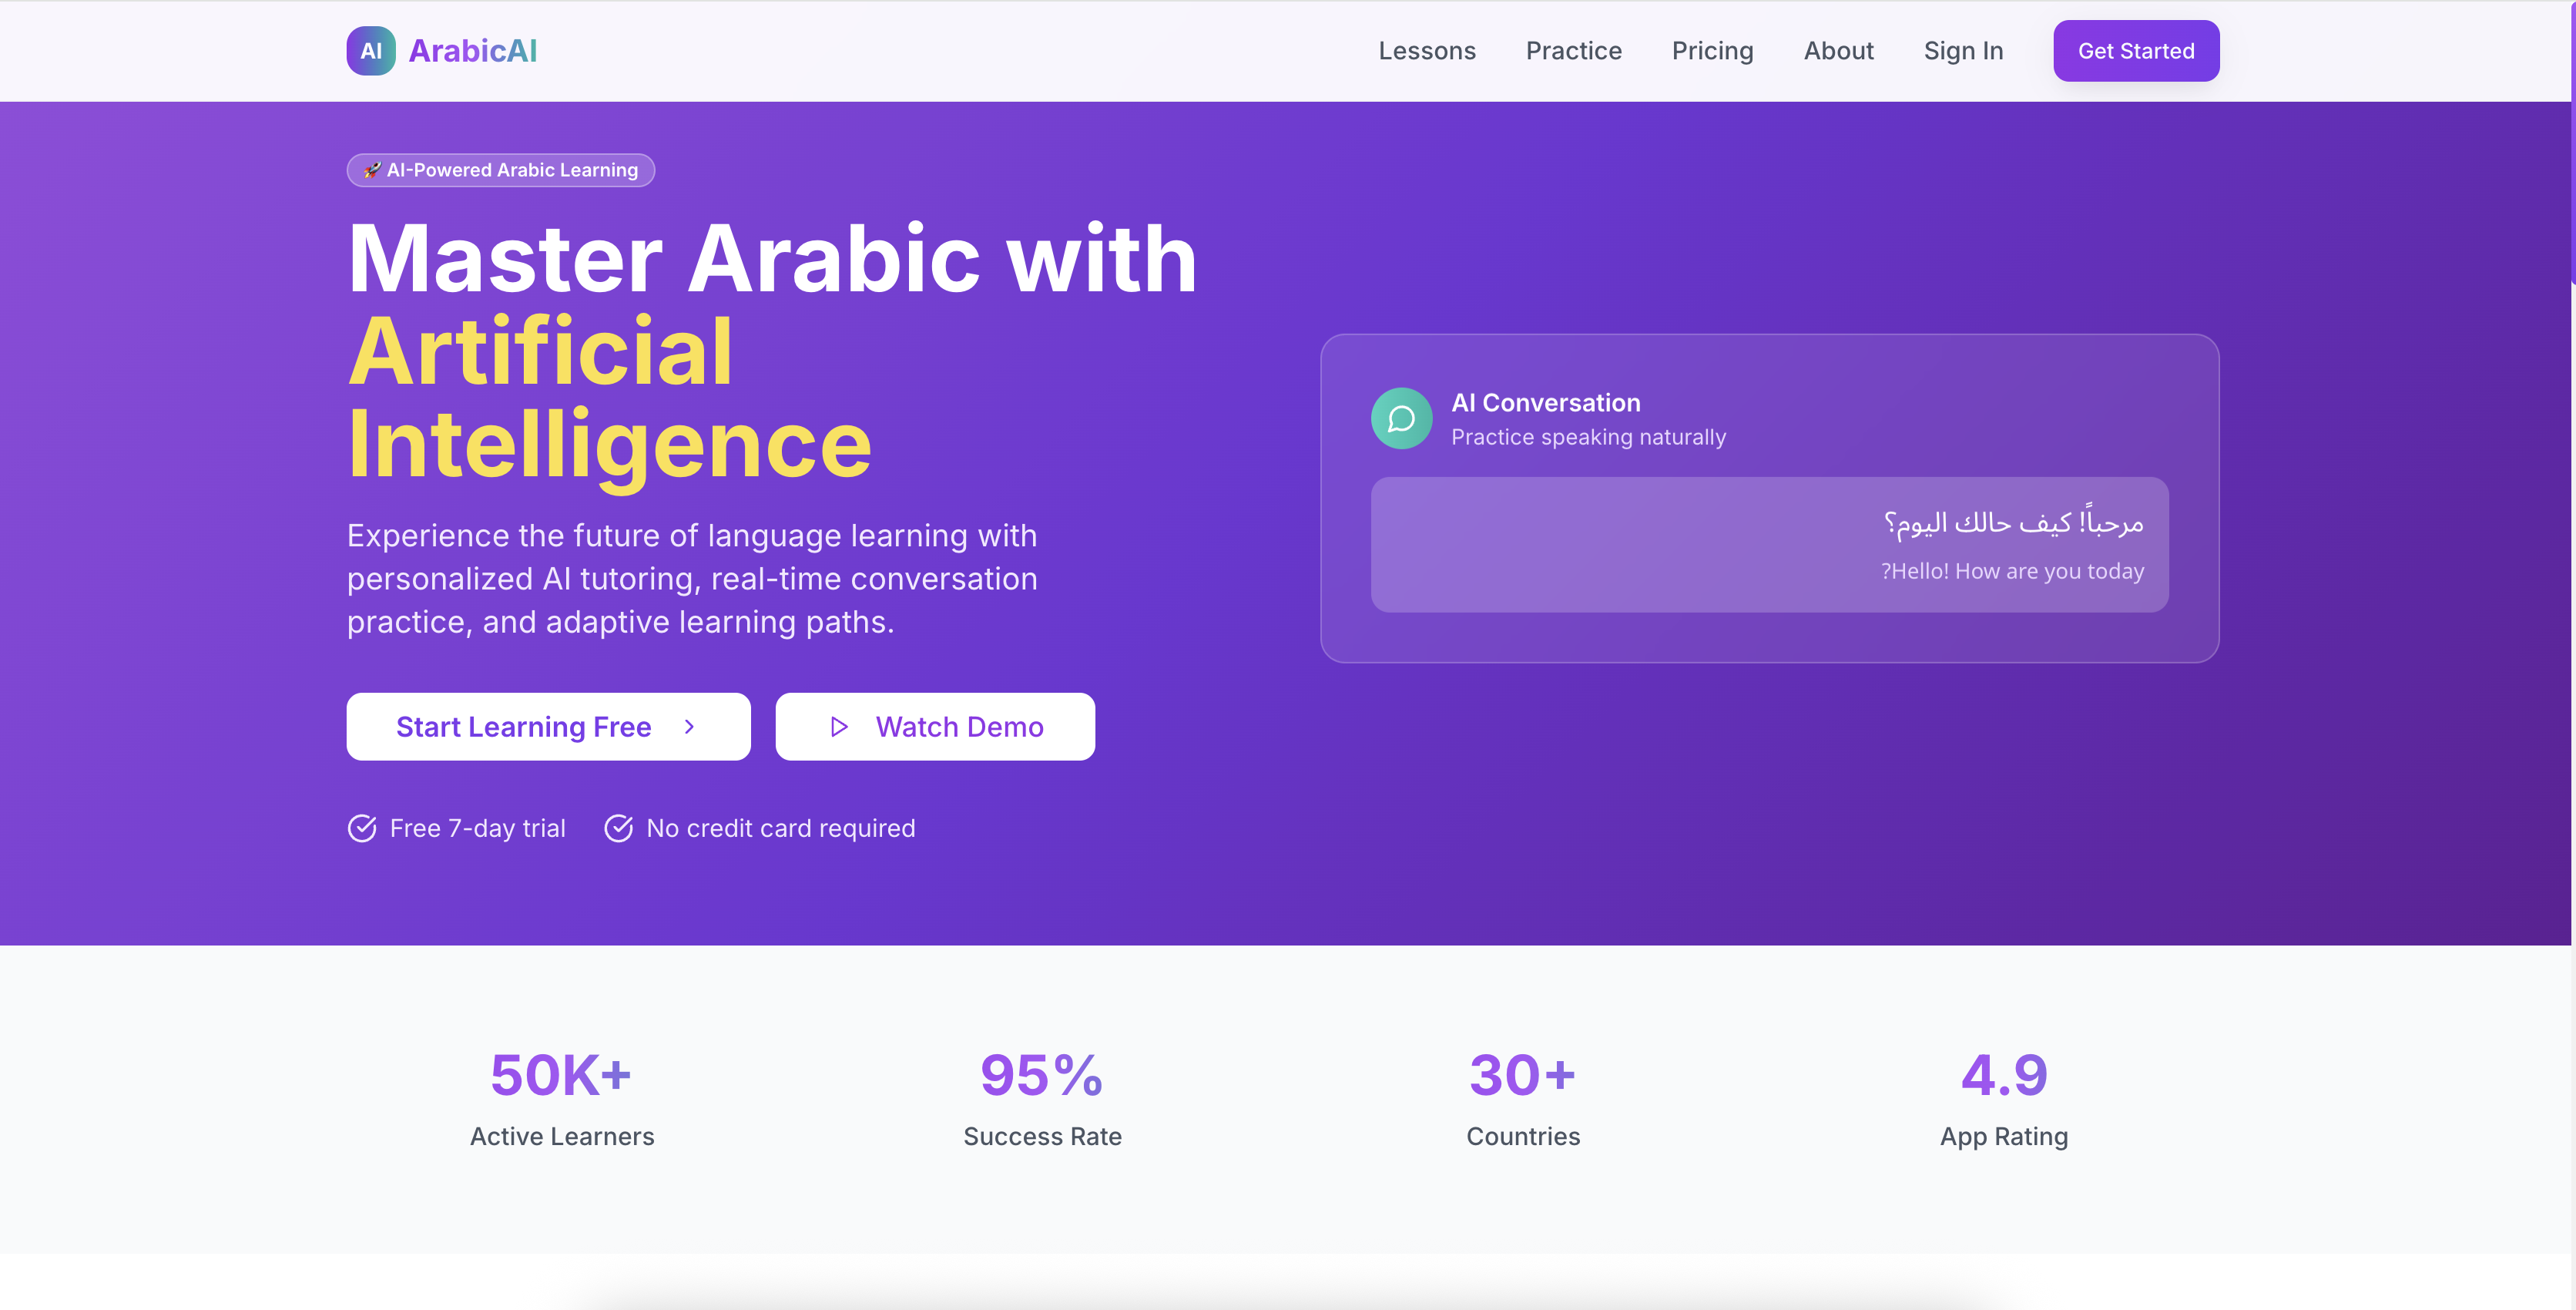 AI ArabicAI Lessons Practice Pricing About Sign In Get Started
🚀 AI-Powered Arabic Learning
Master Arabic with
Artificial
Intelligence
Experience the future of language learning with
personalized AI tutoring, real-time conversation
practice, and adaptive learning paths.
Start Learning Free
Watch Demo
Free 7-day trial
No credit card required
AI Conversation
Practice speaking naturally
مرحباً! كيف حالك اليوم؟
?Hello! How are you today
50K+
Active Learners
95%
Success Rate
30+
Countries
4.9
App Rating